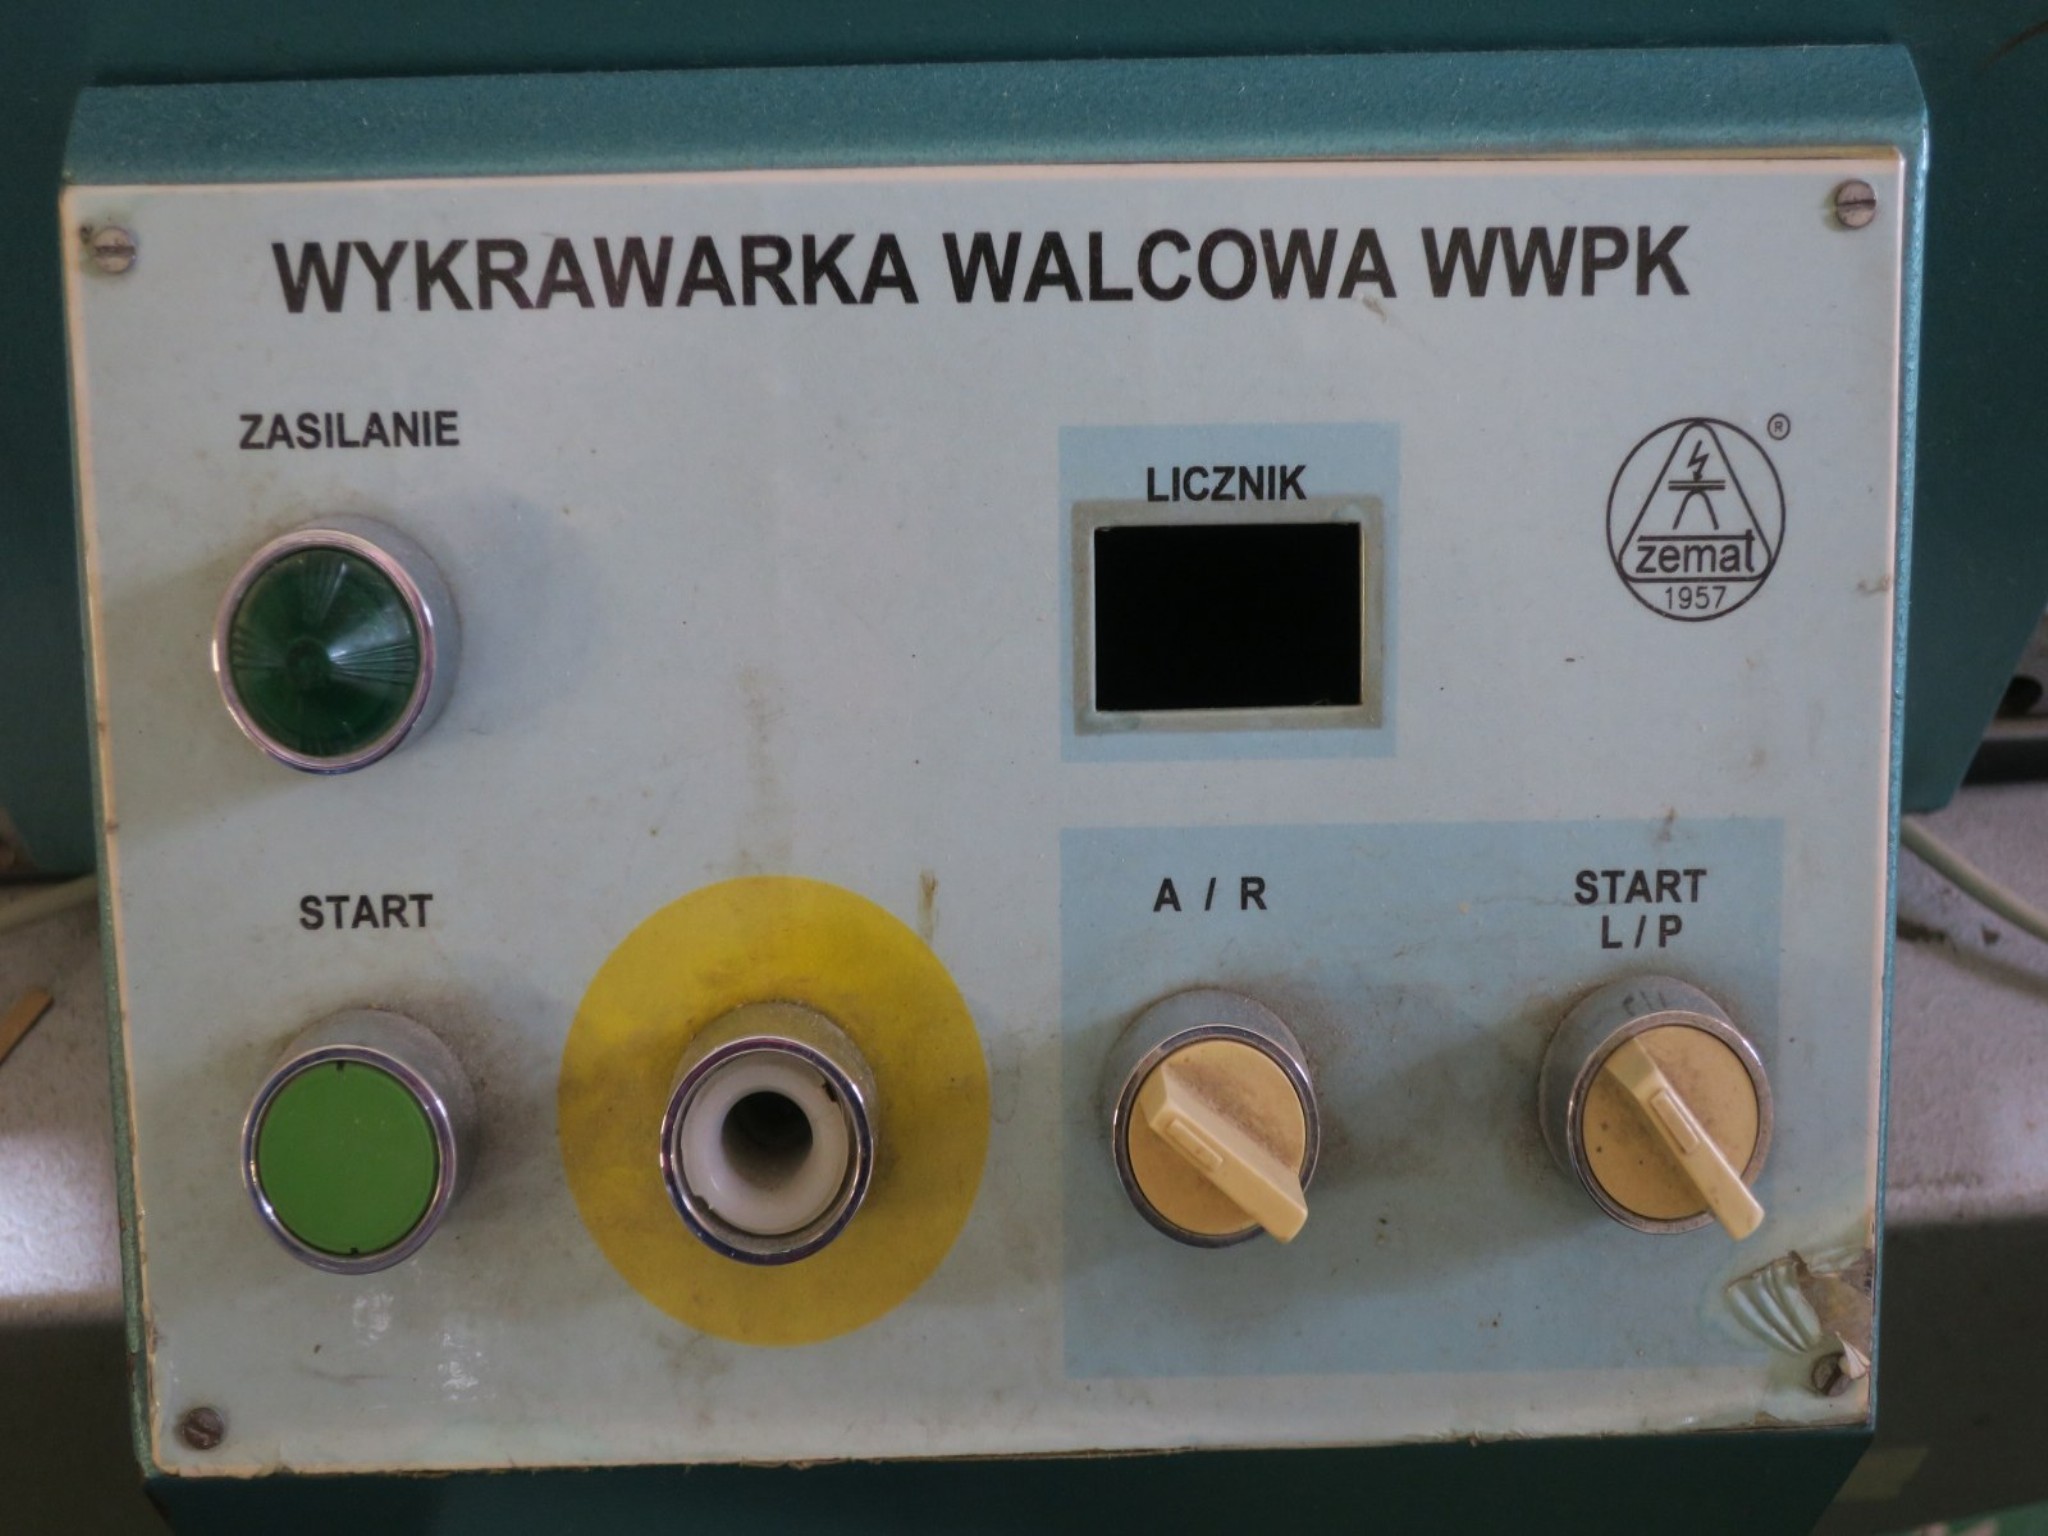 WYKRAWARKA WALCOWA WWPK
ZASILANIE
LICZNIK
®
zemat
1957
START
A / R
START
L / P